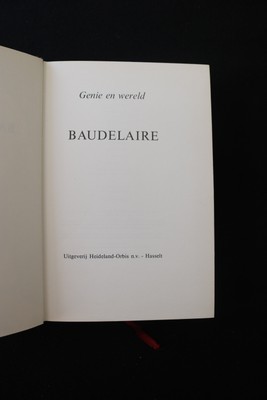 Genie en wereld
BAUDELAIRE
Uitgeverij Heideland-Orbis n.v. - Hasselt